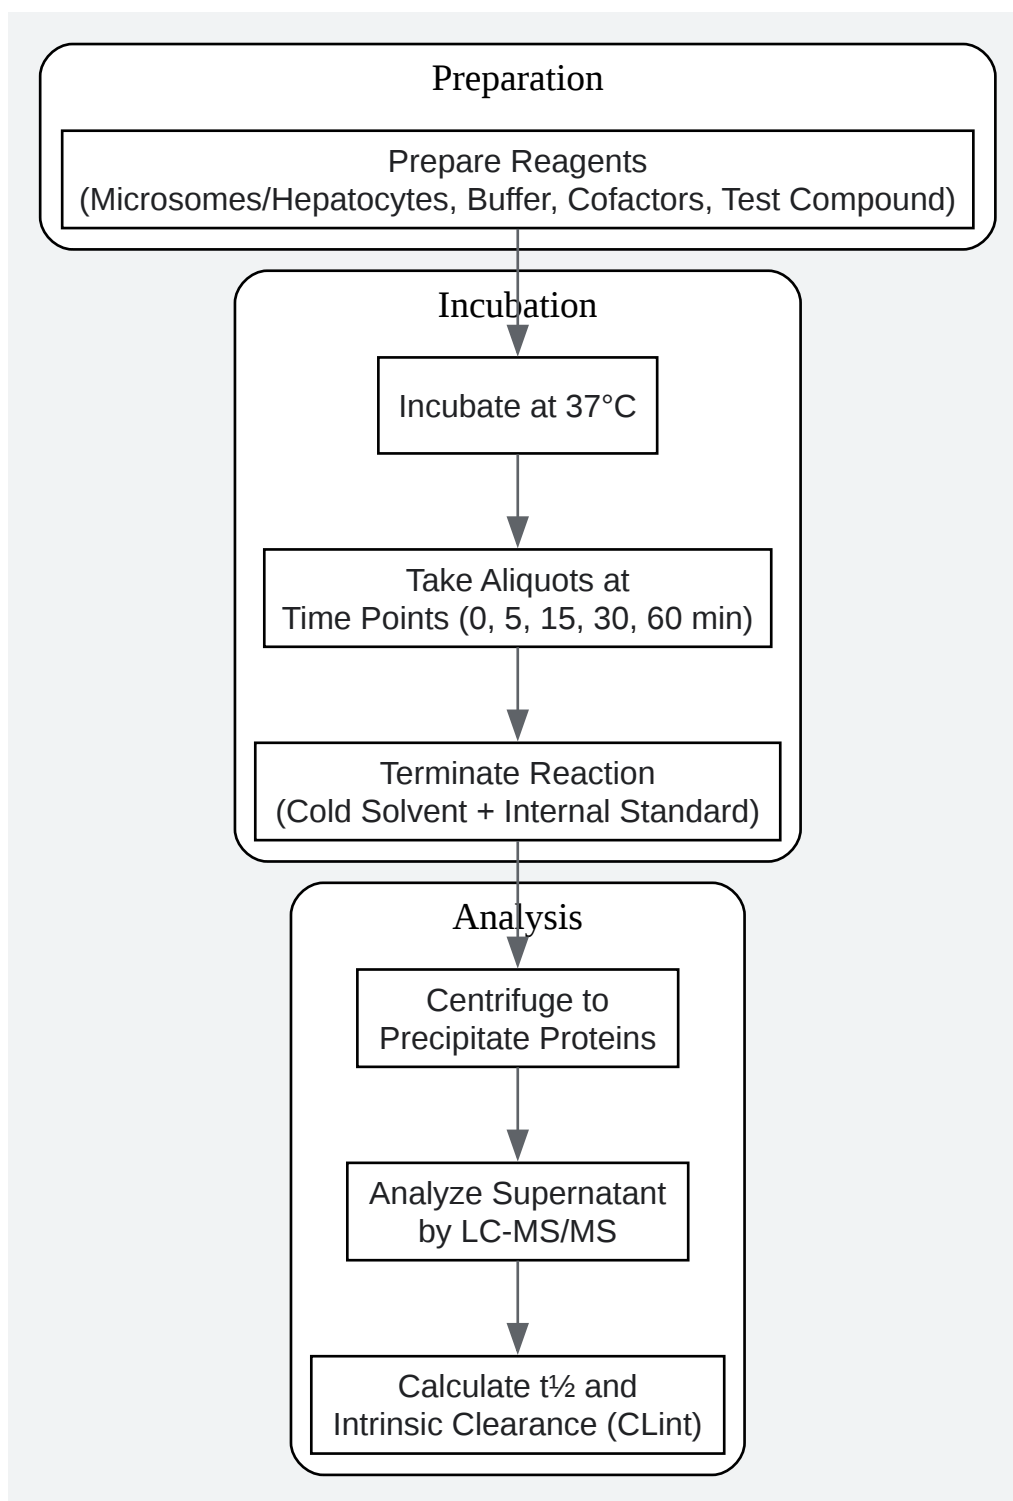 Preparation
Prepare Reagents
(Microsomes/Hepatocytes, Buffer, Cofactors, Test Compound)
Incubation
Incubate at 37°C
Take Aliquots at
Time Points (0, 5, 15, 30, 60 min)
Terminate Reaction
(Cold Solvent + Internal Standard)
Analysis
Centrifuge to
Precipitate Proteins
Analyze Supernatant
by LC-MS/MS
Calculate t½ and
Intrinsic Clearance (CLint)